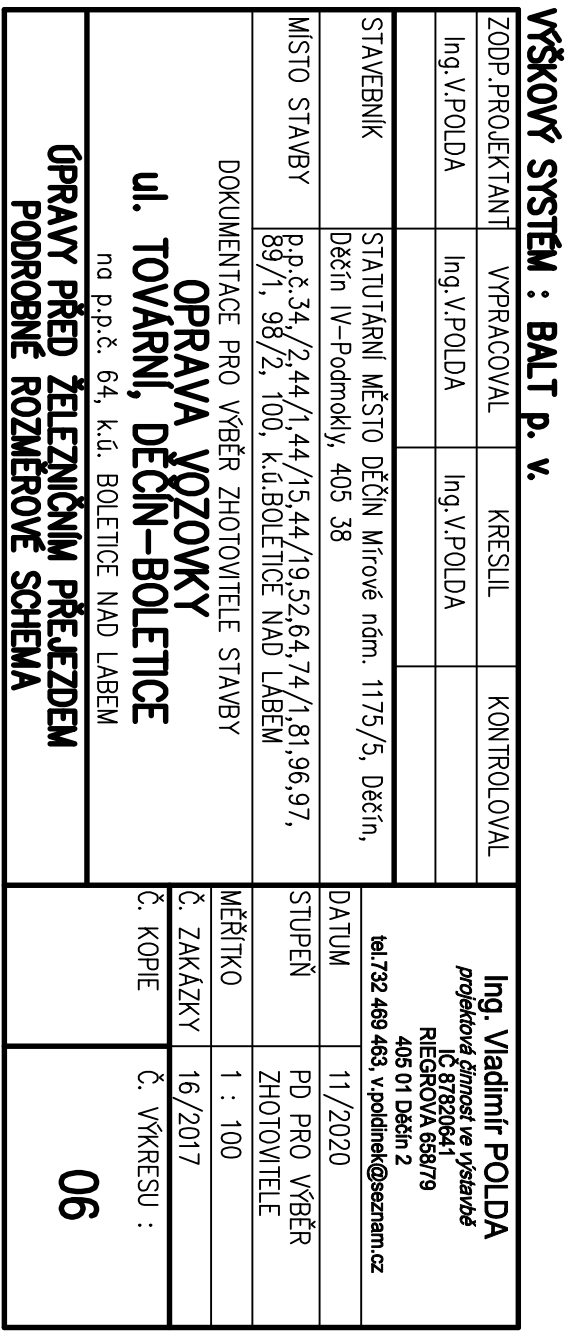 VÝŠKOVÝ SYSTÉM : BALT p. v.
ZODP.PROJEKTANT VYPRACOVAL KRESLIL KONTROLOVAL
Ing.V.POLDA Ing.V.POLDA Ing.V.POLDA
STAVEBNÍK
STATUTÁRNÍ MĚSTO DĚČÍN Mírové nám. 1175/5, Děčín,
Děčín IV-Podmokly, 405 38
MÍSTO STAVBY
p.p.č.34,/2,44/1,44/15,44/19,52,64,74/1,81,96,97,
89/1, 98/2, 100, k.ú.BOLETICE NAD LABEM
DOKUMENTACE PRO VÝBĚR ZHOTOVITELE STAVBY
OPRAVA VOZOVKY
ul. TOVÁRNÍ, DĚČÍN-BOLETICE
na p.p.č. 64, k.ú. BOLETICE NAD LABEM
ÚPRAVY PŘED ŽELEZNIČNÍM PŘEJEZDEM
PODROBNÉ ROZMĚROVÉ SCHEMA
Ing. Vladimír POLDA
projektová činnost ve výstavbě
IČ 87820641
RIEGROVA 658/79
405 01 Děčín 2
tel.732 469 463, v.poldinek@seznam.cz
DATUM 11/2020
STUPEŇ PD PRO VÝBĚR
ZHOTOVITELE
MĚŘÍTKO 1 : 100
Č. ZAKÁZKY 16/2017
Č. KOPIE Č. VÝKRESU :
06